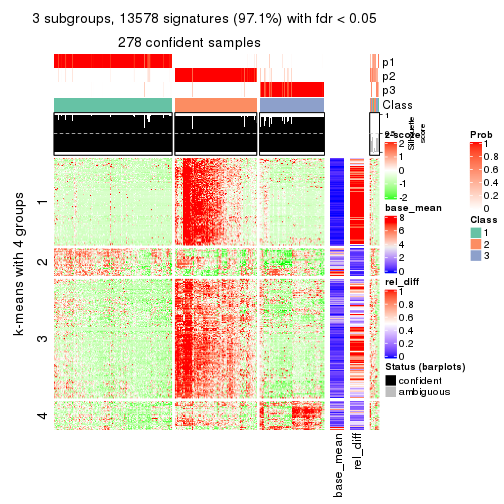 3 subgroups, 13578 signatures (97.1%) with fdr < 0.05
278 confident samples
p1
p2
p3
Class
1
Silhouette
score
k-means with 4 groups
1
2
3
4
base_mean
rel_diff
z-score
2
1
0
-1
-2
base_mean
8
6
4
2
0
rel_diff
1
0.8
0.6
0.4
0.2
0
Status (barplots)
confident
ambiguous
Prob
1
0.8
0.6
0.4
0.2
0
Class
1
2
3